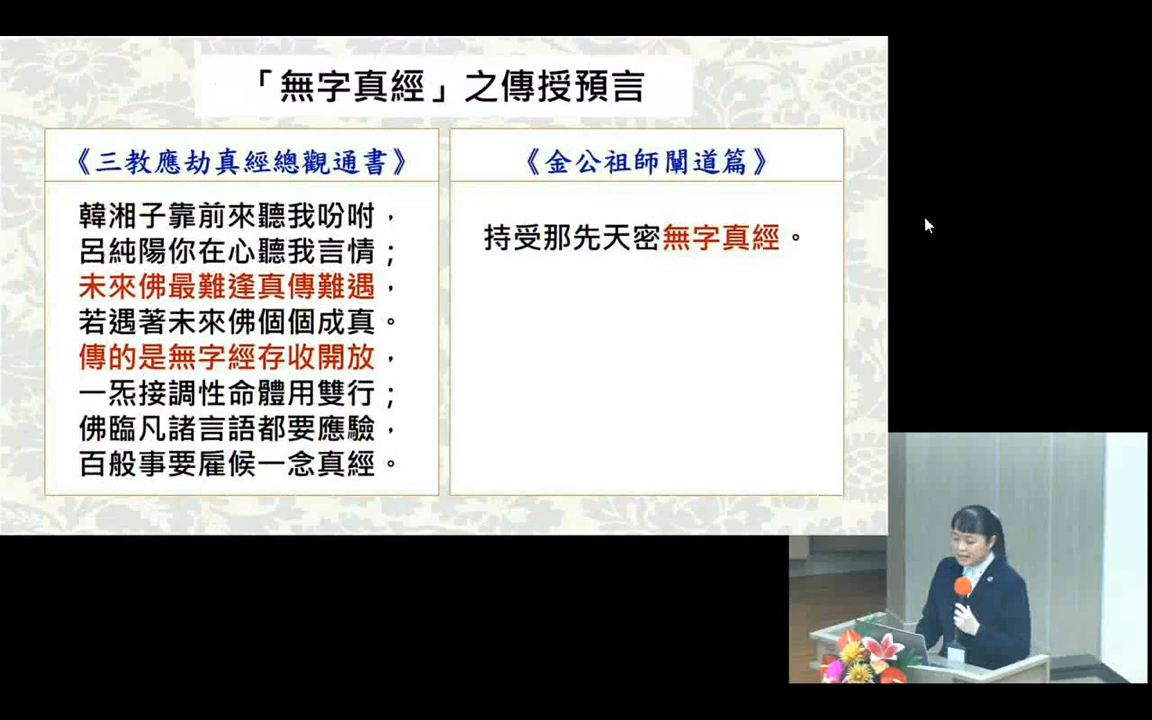 「無字真經」之傳授預言
《三教應劫真經總觀通書》
韓湘子靠前來聽我吩咐，
呂純陽你在心聽我言情；
未來佛最難逢真傳難遇，
若遇著未來佛個個成真。
傳的是無字經存收開放，
一炁接調性命體用雙行；
佛臨凡諸言語都要應驗，
百般事要雇候一念真經。
《金公祖師闡道篇》
持受那先天密無字真經。